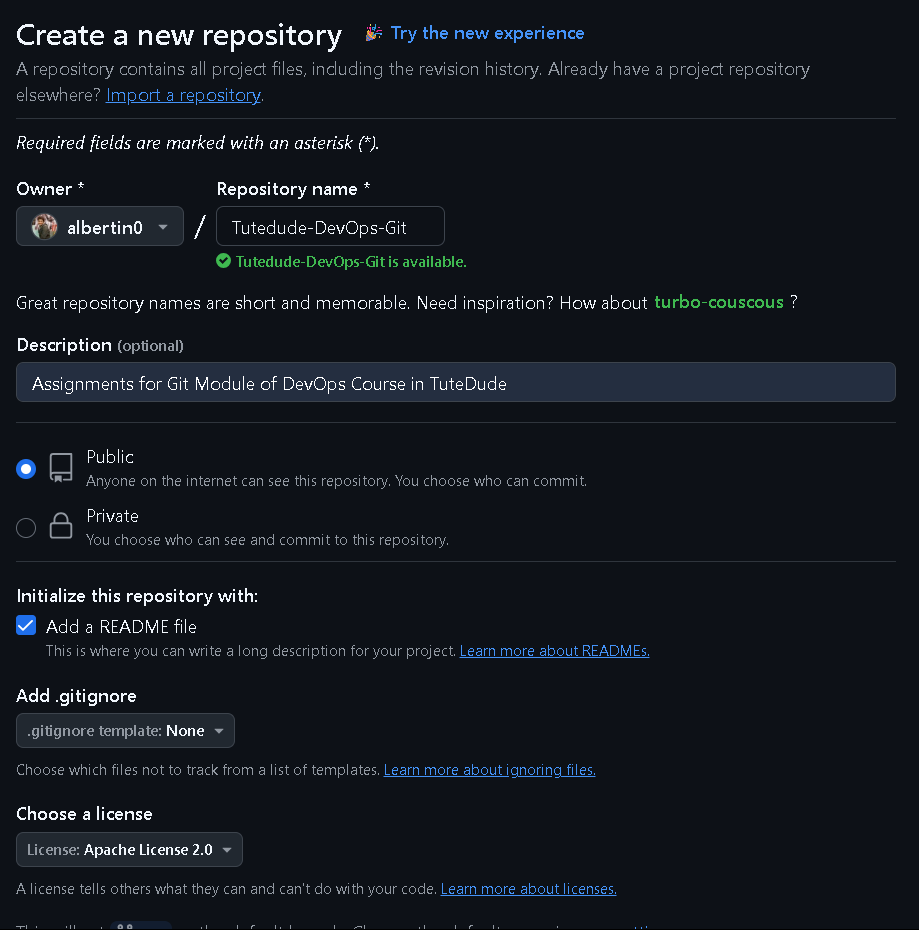 Create a new repository Try the new experience
A repository contains all project files, including the revision history. Already have a project repository
elsewhere? Import a repository.
Required fields are marked with an asterisk (*).
Owner * Repository name *
albertin0 / Tutedude-DevOps-Git
Tutedude-DevOps-Git is available.
Great repository names are short and memorable. Need inspiration? How about turbo-couscous ?
Description (optional)
Assignments for Git Module of DevOps Course in TuteDude
Public
Anyone on the internet can see this repository. You choose who can commit.
Private
You choose who can see and commit to this repository.
Initialize this repository with:
Add a README file
This is where you can write a long description for your project. Learn more about READMEs.
Add .gitignore
.gitignore template: None
Choose which files not to track from a list of templates. Learn more about ignoring files.
Choose a license
License: Apache License 2.0
A license tells others what they can and can't do with your code. Learn more about licenses.